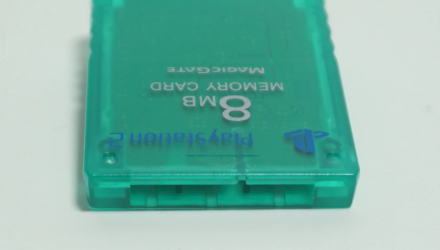 PlayStation 2
8MB
MEMORY CARD
MAGICGATE